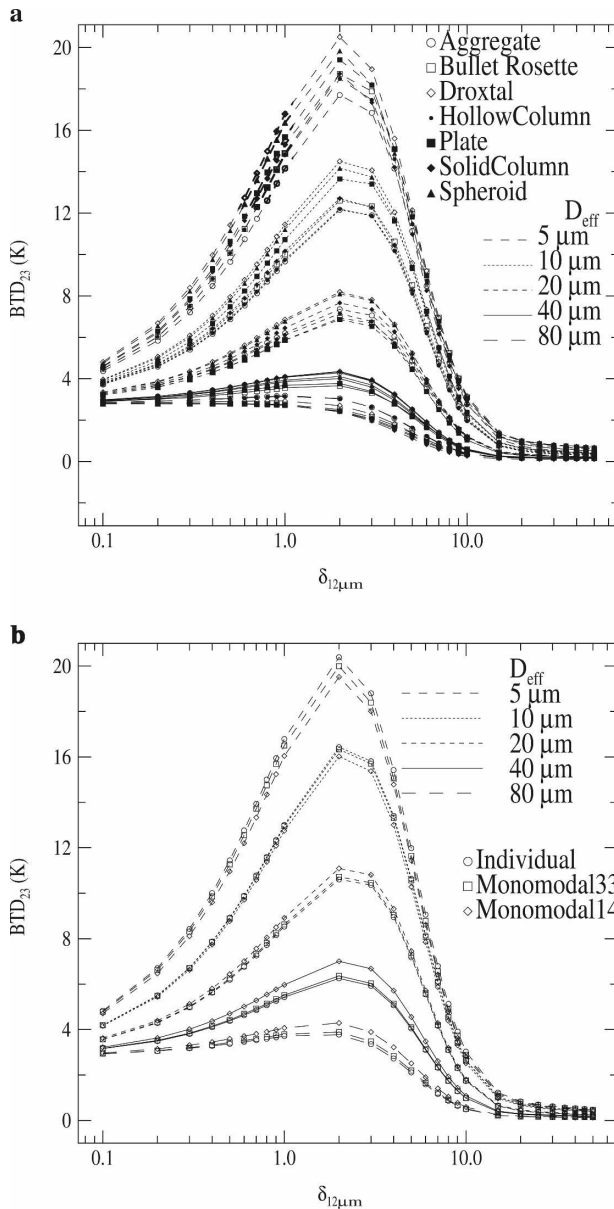 a
20
16
12
8
4
0
BTD23 (K)
Aggregate
Bullet Rosette
Droxtal
HollowColumn
Plate
SolidColumn
Spheroid
Deff
5 μm
10 μm
20 μm
40 μm
80 μm
0.1
1.0
10.0
δ12μm
b
20
16
12
8
4
0
BTD23 (K)
Deff
5 μm
10 μm
20 μm
40 μm
80 μm
Individual
Monomodal33
Monomodal14
0.1
1.0
10.0
δ12μm